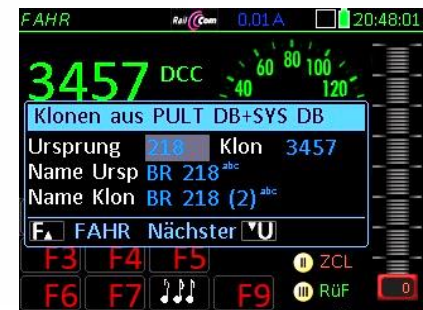 FAHR RailCom 0.01 A 20:48:01
3457 DCC 40 60 80 100 120
Klonen aus PULT DB+SYS DB
Ursprung 218 Klon 3457
Name Ursp BR 218 abc
Name Klon BR 218 (2) abc
F▲ FAHR Nächster ▼U
F3 F4 F5 II ZCL
F6 F7 F9 III RüF 0